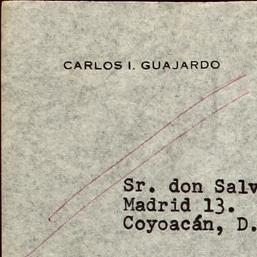 CARLOS I. GUAJARDO
Sr. don Salv
Madrid 13.
Coyoacán, D.